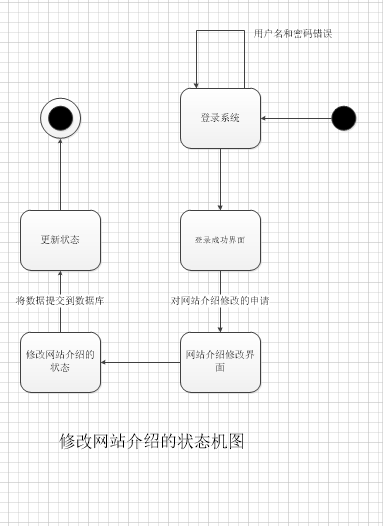 用户名和密码错误
登录系统
更新状态
登录成功界面
将数据提交到数据库
对网站介绍修改的申请
修改网站介绍的
状态
网站介绍修改界
面
修改网站介绍的状态机图